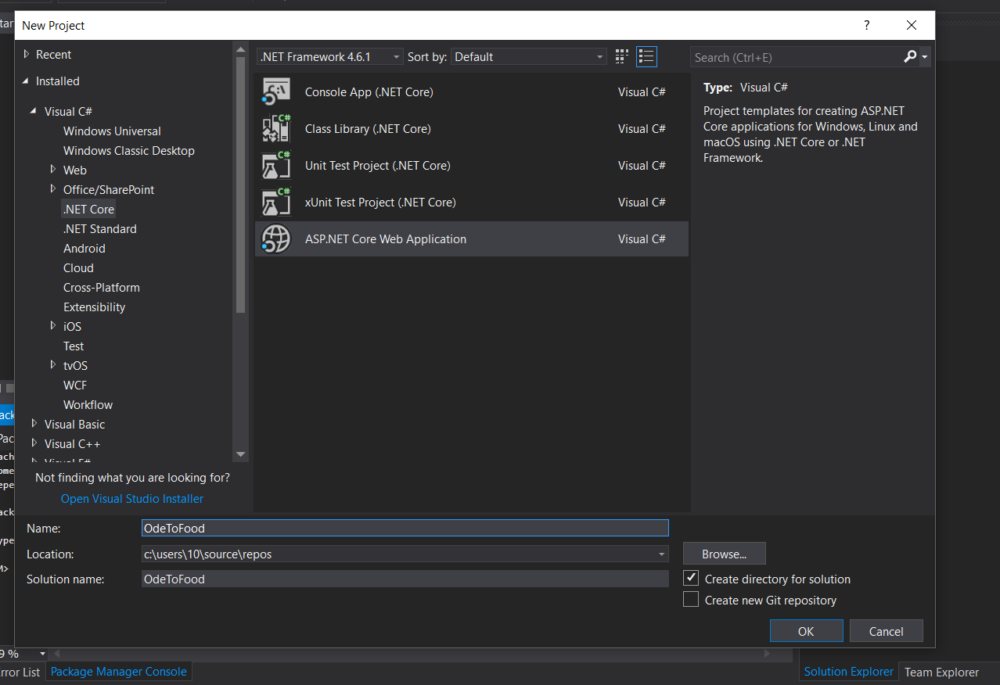 New Project
?
Recent
Installed
Visual C#
Windows Universal
Windows Classic Desktop
Web
Office/SharePoint
.NET Core
.NET Standard
Android
Cloud
Cross-Platform
Extensibility
iOS
Test
tvOS
WCF
Workflow
Visual Basic
Visual C++
Not finding what you are looking for?
Open Visual Studio Installer
.NET Framework 4.6.1
Sort by: Default
Console App (.NET Core) Visual C#
Class Library (.NET Core) Visual C#
Unit Test Project (.NET Core) Visual C#
xUnit Test Project (.NET Core) Visual C#
ASP.NET Core Web Application Visual C#
Search (Ctrl+E)
Type: Visual C#
Project templates for creating ASP.NET
Core applications for Windows, Linux and
macOS using .NET Core or .NET
Framework.
Name: OdeToFood
Location: c:\users\10\source\repos
Browse...
Solution name: OdeToFood
Create directory for solution
Create new Git repository
OK
Cancel
9 %
rror List
Package Manager Console
Solution Explorer
Team Explorer